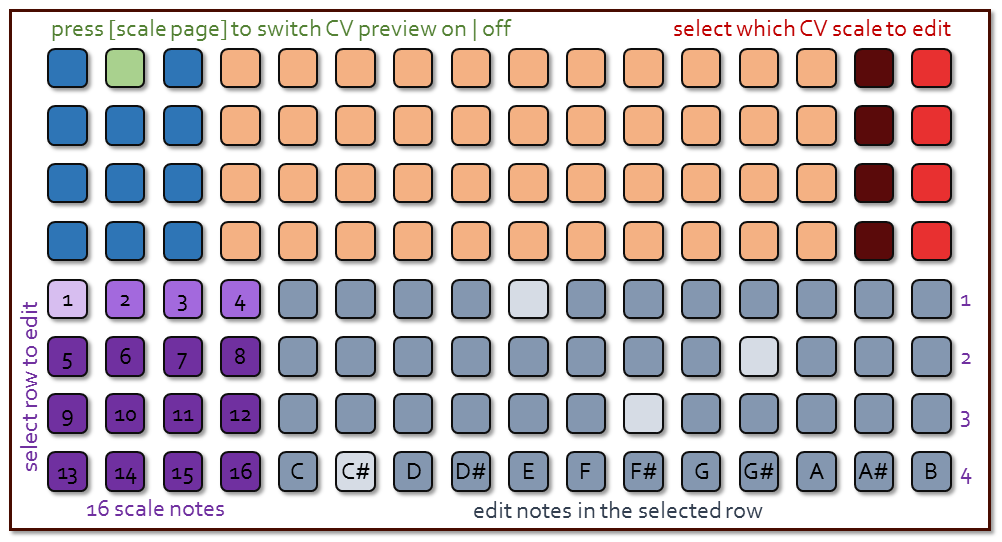 press [scale page] to switch CV preview on | off
select which CV scale to edit
select row to edit
1 2 3 4 1
5 6 7 8 2
9 10 11 12 3
13 14 15 16 C C# D D# E F F# G G# A A# B 4
16 scale notes
edit notes in the selected row